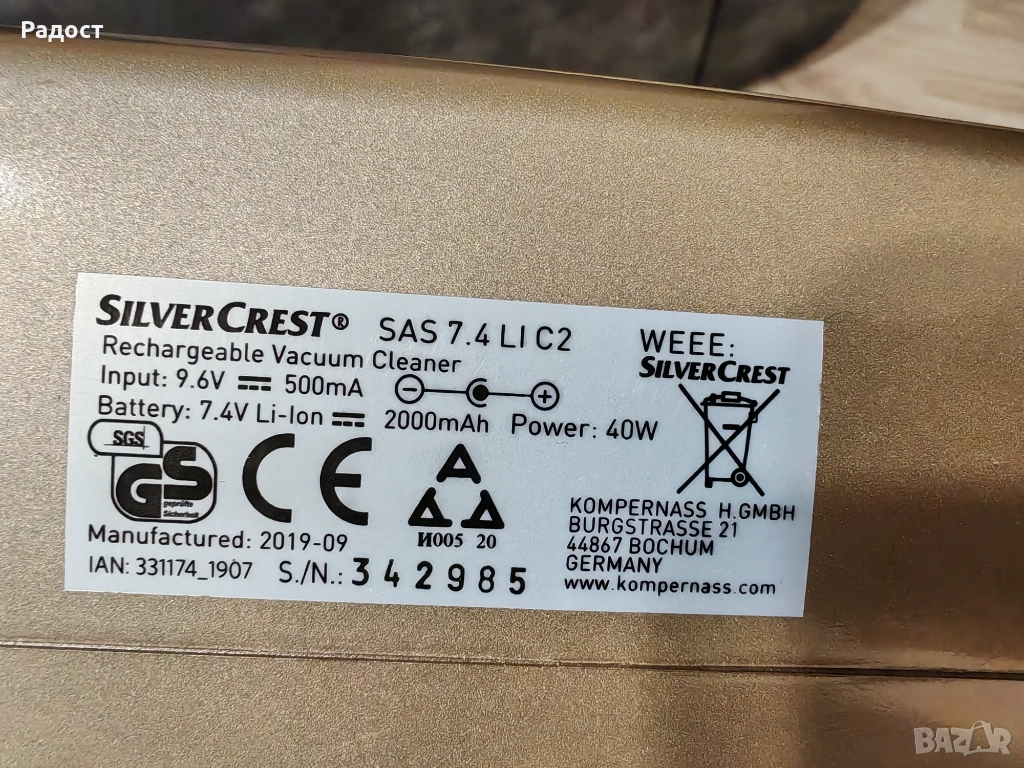 Радост
SILVERCREST® SAS 7.4 LI C2
Rechargeable Vacuum Cleaner
Input: 9.6V ⎓ 500mA
Battery: 7.4V Li-Ion ⎓ 2000mAh Power: 40W
WEEE:
SILVERCREST
SGS
GS
geprüfte
Sicherheit
CE
И005 20
Manufactured: 2019-09
IAN: 331174_1907 S./N.: 342985
KOMPERNASS H.GMBH
BURGSTRASSE 21
44867 BOCHUM
GERMANY
www.kompernass.com
BAZAR